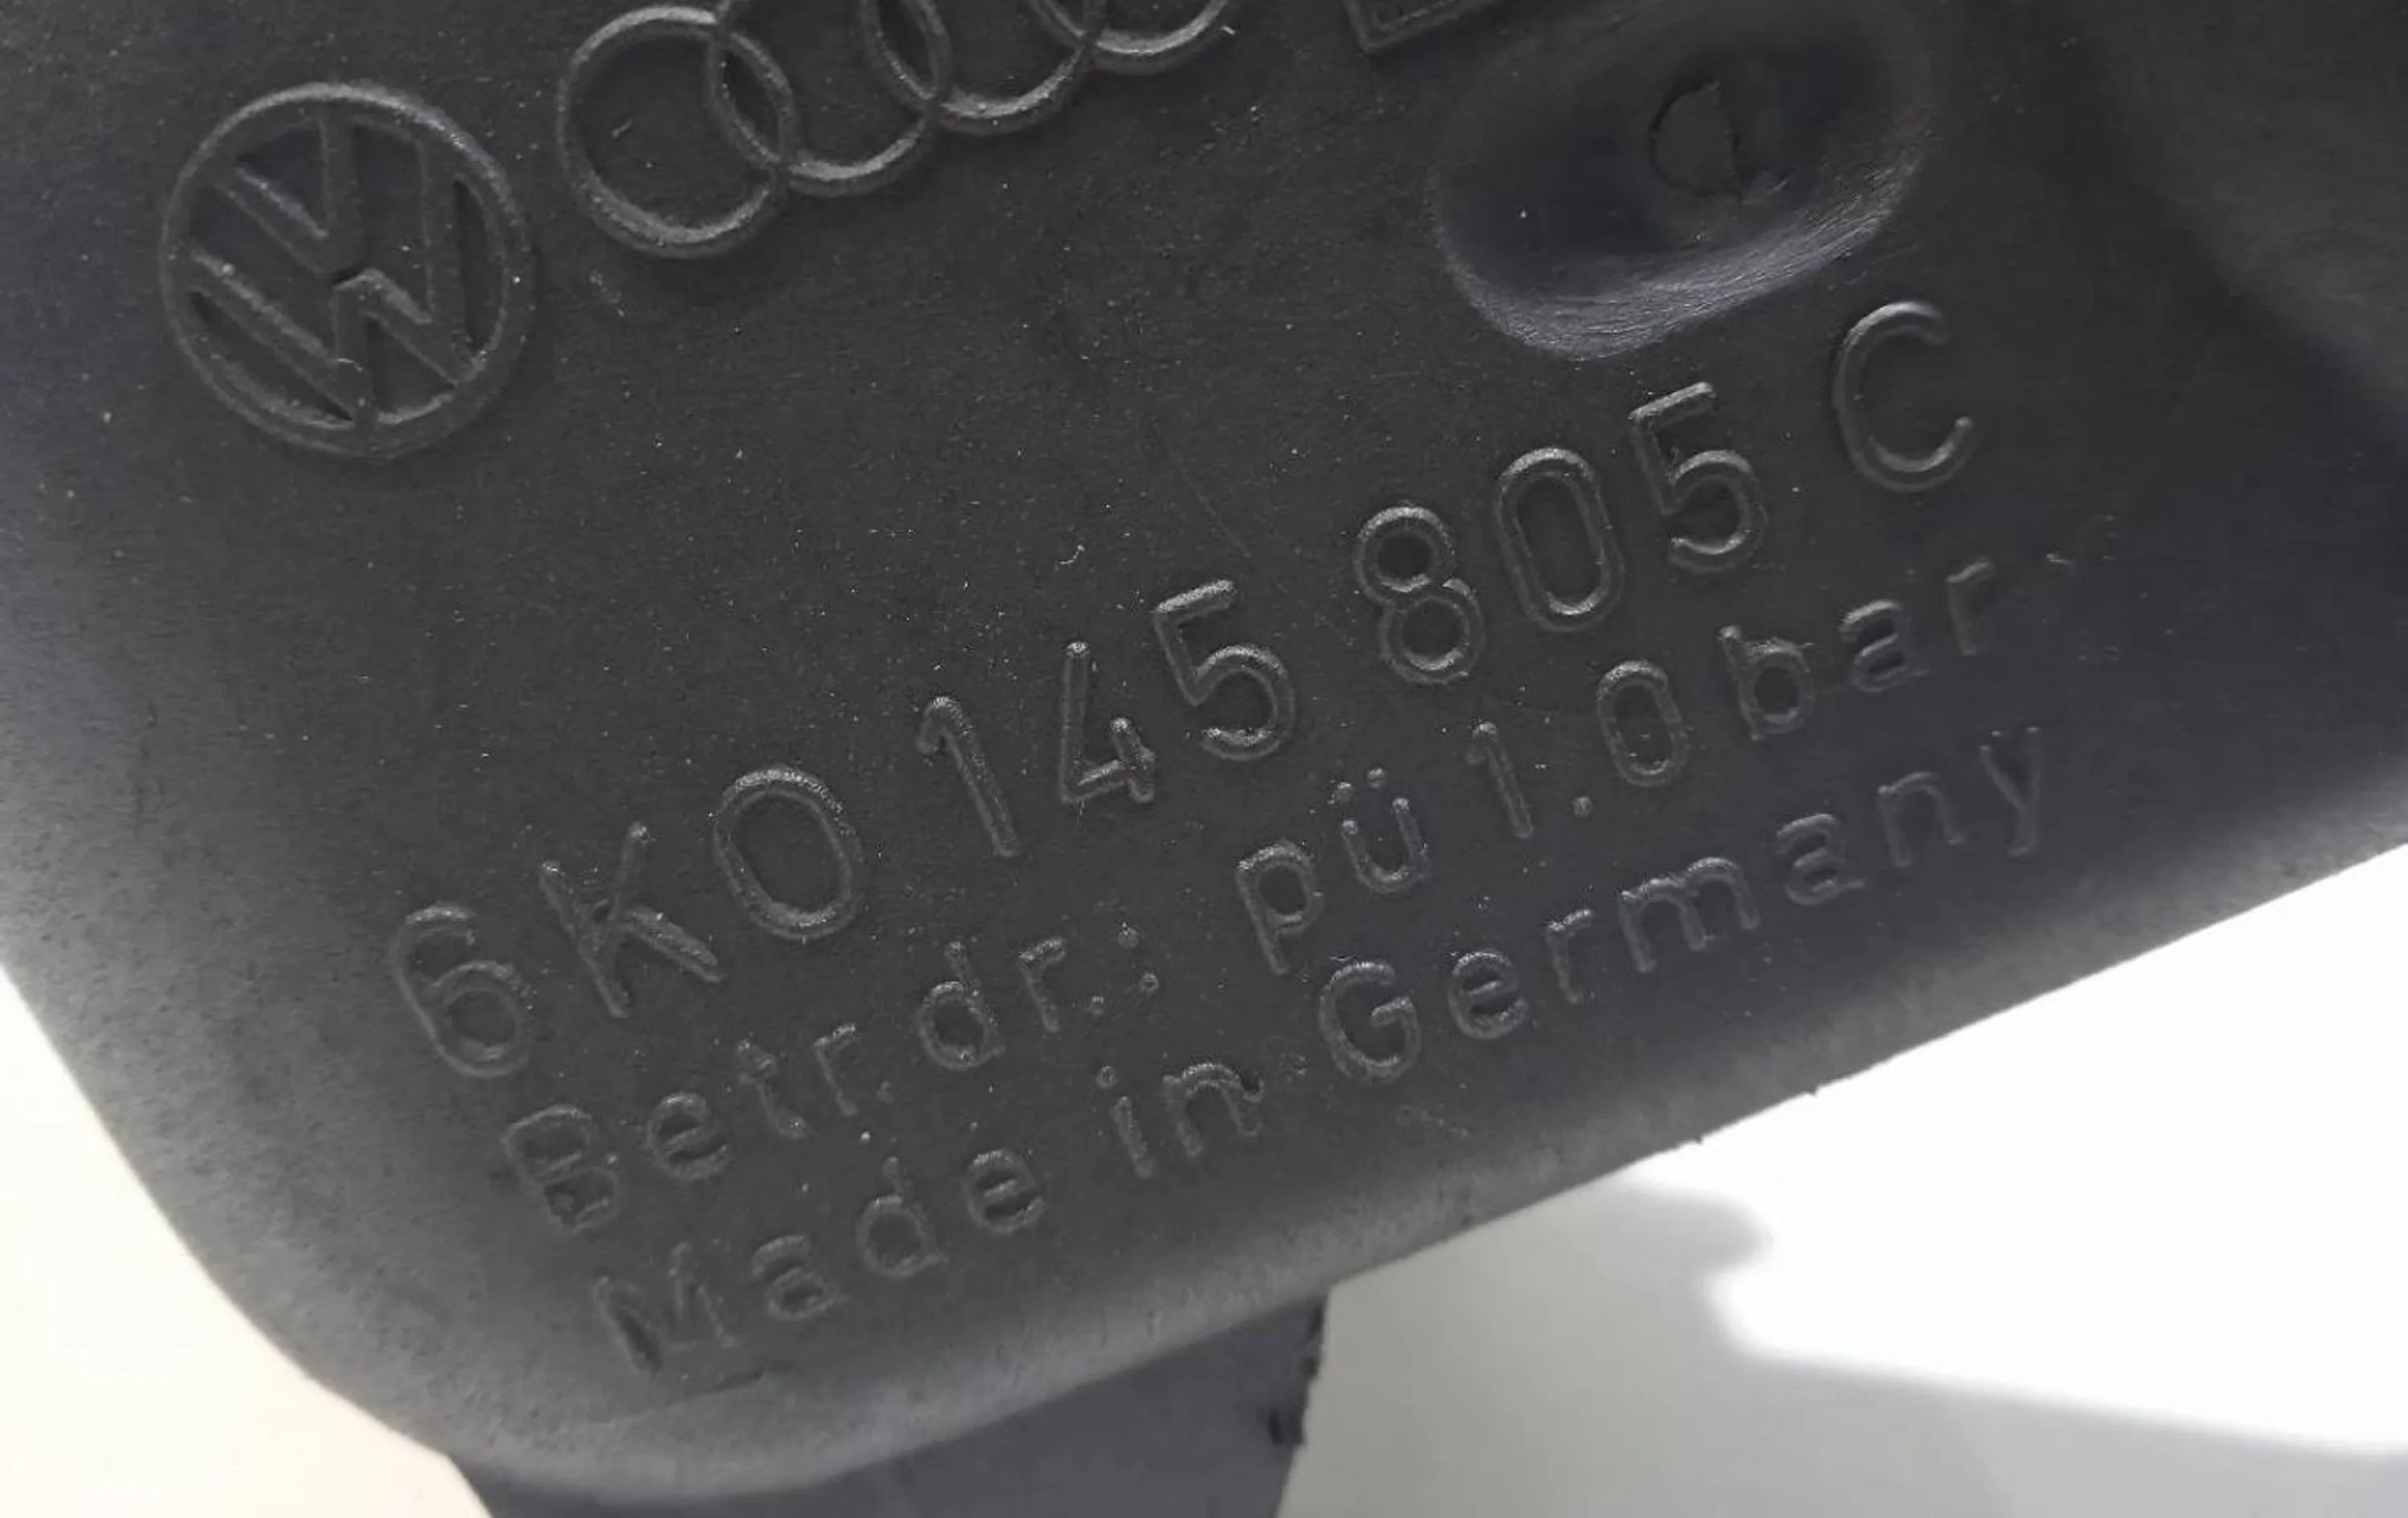 6K0 145 805 C
Betr. dr.: pü 1.0 bar
Made in Germany